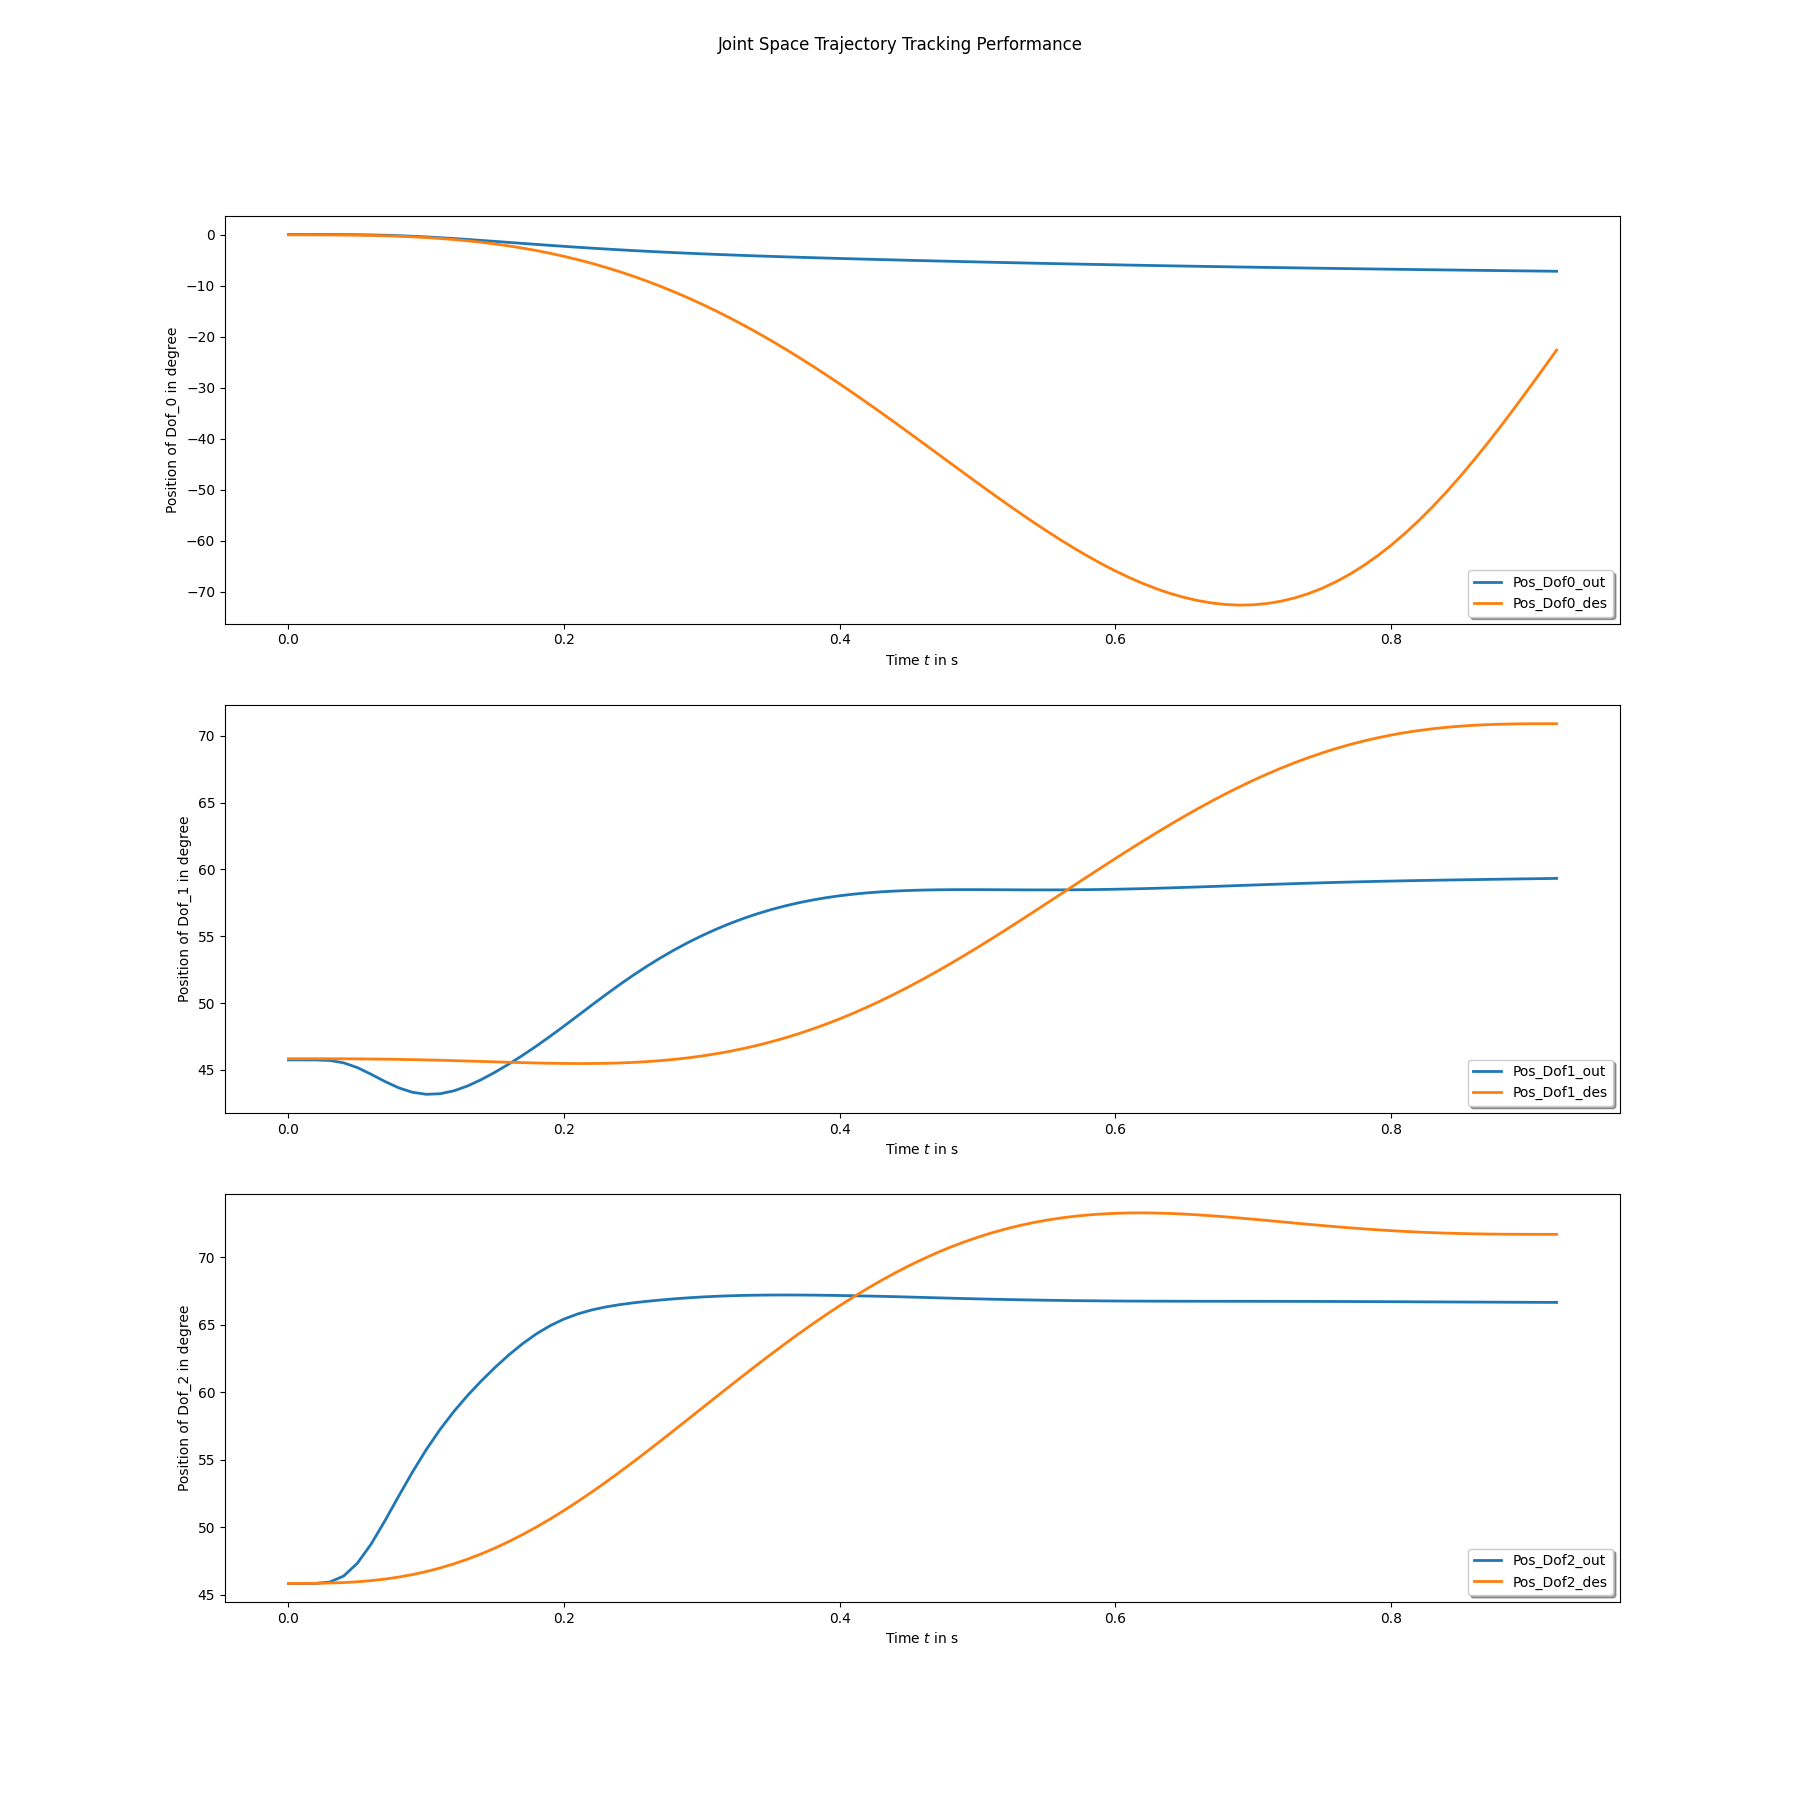 Joint Space Trajectory Tracking Performance
Position of Dof_0 in degree
0
−10
−20
−30
−40
−50
−60
−70
Pos_Dof0_out
Pos_Dof0_des
0.0 0.2 0.4 0.6 0.8
Time t in s
Position of Dof_1 in degree
70
65
60
55
50
45
Pos_Dof1_out
Pos_Dof1_des
0.0 0.2 0.4 0.6 0.8
Time t in s
Position of Dof_2 in degree
70
65
60
55
50
45
Pos_Dof2_out
Pos_Dof2_des
0.0 0.2 0.4 0.6 0.8
Time t in s